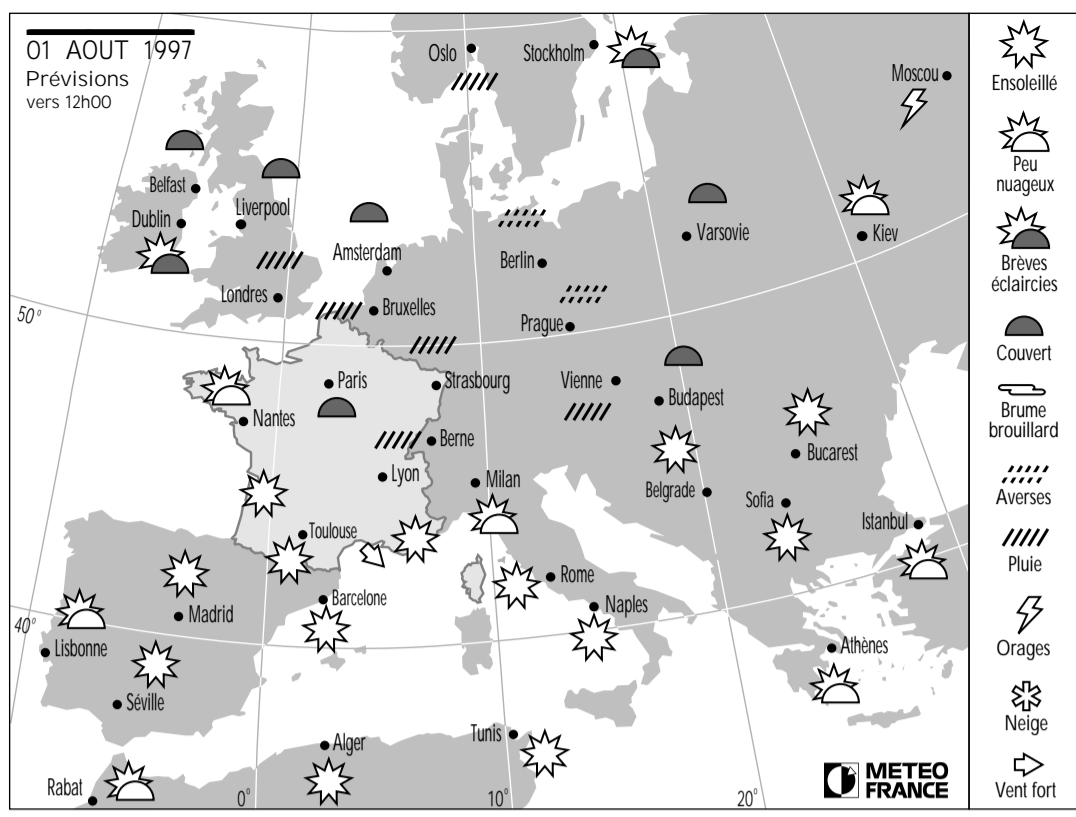 01 AOUT 1997
Prévisions
vers 12h00
Oslo
Stockholm
Moscou
Belfast
Dublin
Liverpool
Amsterdam
Varsovie
Kiev
Berlin
Londres
Bruxelles
50°
Prague
Paris
Strasbourg
Vienne
Budapest
Nantes
Berne
Bucarest
Lyon
Milan
Belgrade
Sofia
Istanbul
Toulouse
Rome
Barcelone
Naples
Madrid
40°
Lisbonne
Athènes
Séville
Alger
Tunis
Rabat
0°
10°
20°
METEO
FRANCE
Ensoleillé
Peu
nuageux
Brèves
éclaircies
Couvert
Brume
brouillard
Averses
Pluie
Orages
Neige
Vent fort